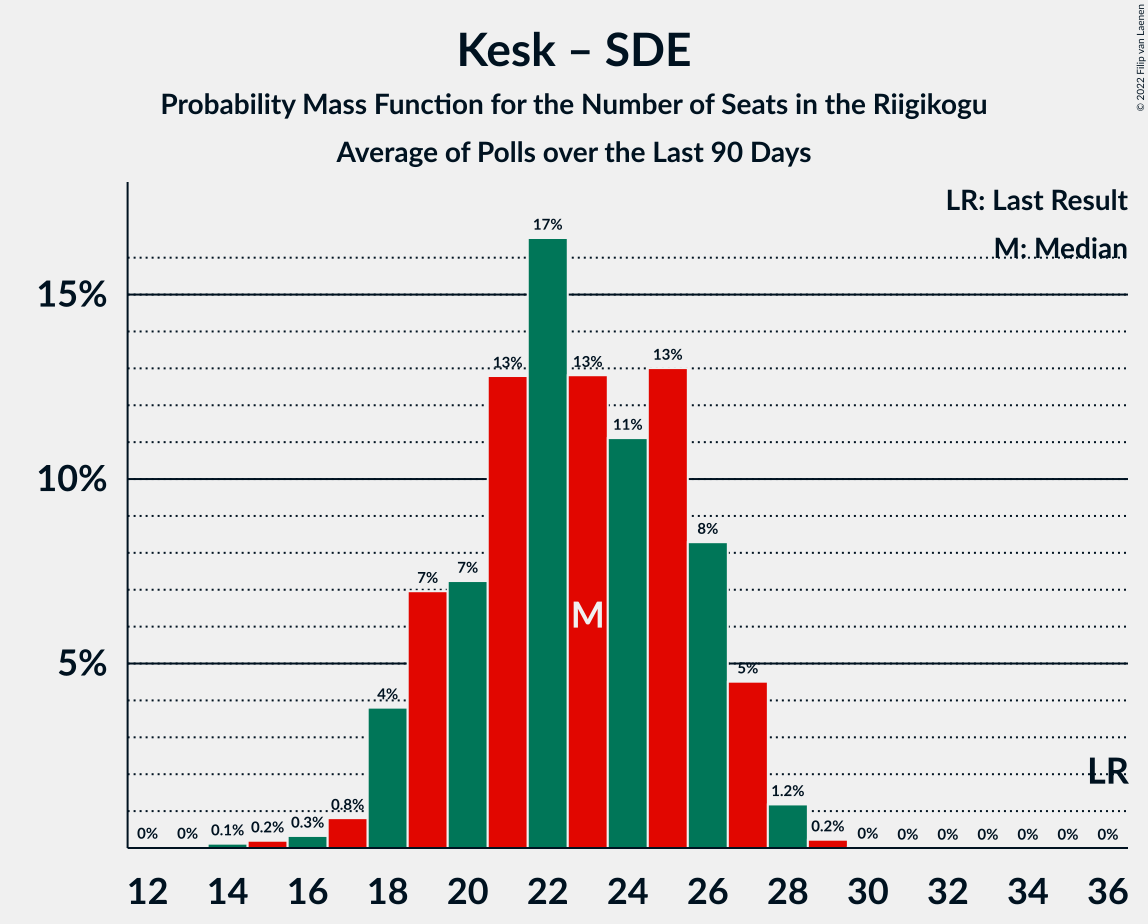 Kesk – SDE
Probability Mass Function for the Number of Seats in the Riigikogu
Average of Polls over the Last 90 Days
© 2022 Filip van Laenen
LR: Last Result
M: Median
15%
10%
5%
0% 0% 0.1% 0.2% 0.3% 0.8% 4% 7% 7% 13% 17% 13% 11% 13% 8% 5% 1.2% 0.2% 0% 0% 0% 0% 0% 0% 0%
M
LR
12 14 16 18 20 22 24 26 28 30 32 34 36